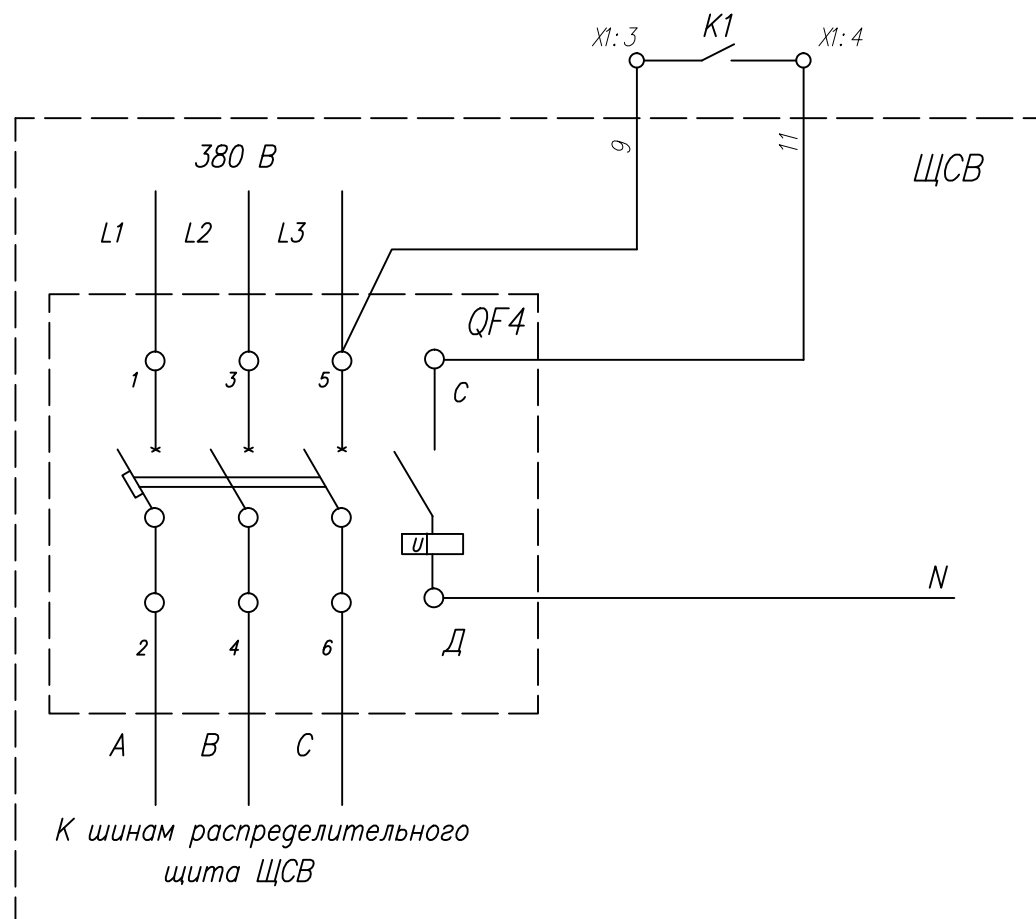 X1:3
K1
X1:4
9
11
380 В
ЩСВ
L1
L2
L3
QF4
1
3
5
С
U
N
2
4
6
Д
А
В
С
К шинам распределительного
щита ЩСВ